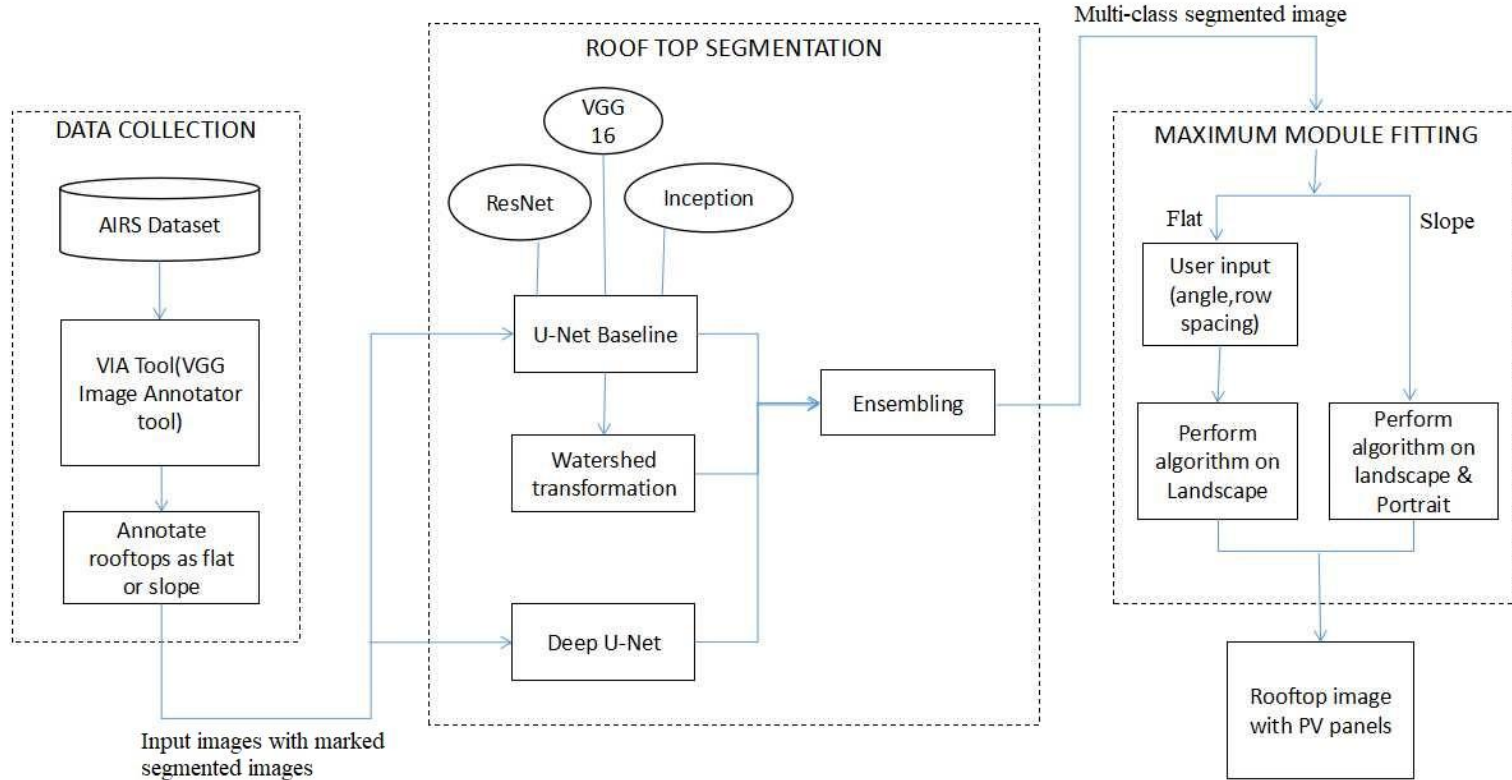 DATA COLLECTION
AIRS Dataset
VIA Tool(VGG
Image Annotator
tool)
Annotate
rooftops as flat
or slope
Input images with marked
segmented images
ROOF TOP SEGMENTATION
VGG
16
ResNet
Inception
U-Net Baseline
Watershed
transformation
Deep U-Net
Ensembling
Multi-class segmented image
MAXIMUM MODULE FITTING
Flat
Slope
User input
(angle,row
spacing)
Perform
algorithm on
Landscape
Perform
algorithm on
landscape &
Portrait
Rooftop image
with PV panels